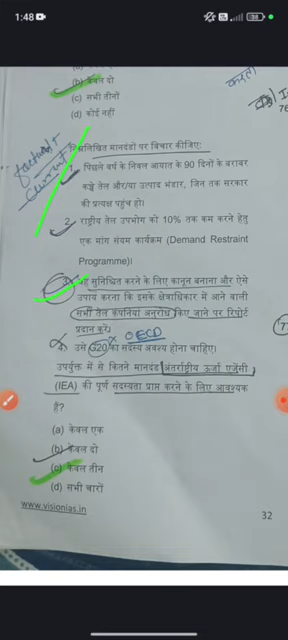 1:48
(b) केवल दो
(c) सभी तीनों
(d) कोई नहीं
निम्नलिखित मानदंडों पर विचार कीजिए:
1. पिछले वर्ष के निवल आयात के 90 दिनों के बराबर
कच्चे तेल और/या उत्पाद भंडार, जिन तक सरकार
की प्रत्यक्ष पहुंच हो।
2. राष्ट्रीय तेल उपभोग को 10% तक कम करने हेतु
एक मांग संयम कार्यक्रम (Demand Restraint
Programme)।
3. यह सुनिश्चित करने के लिए कानून बनाना और ऐसे
उपाय करना कि इसके क्षेत्राधिकार में आने वाली
सभी तेल कंपनियां अनुरोध किए जाने पर रिपोर्ट
प्रदान करें।
OECD
4. उसे G20 का सदस्य अवश्य होना चाहिए।
उपर्युक्त में से कितने मानदंड अंतर्राष्ट्रीय ऊर्जा एजेंसी
(IEA) की पूर्ण सदस्यता प्राप्त करने के लिए आवश्यक
हैं?
(a) केवल एक
(b) केवल दो
(c) केवल तीन
(d) सभी चारों
www.visionias.in
32
factual +
Current